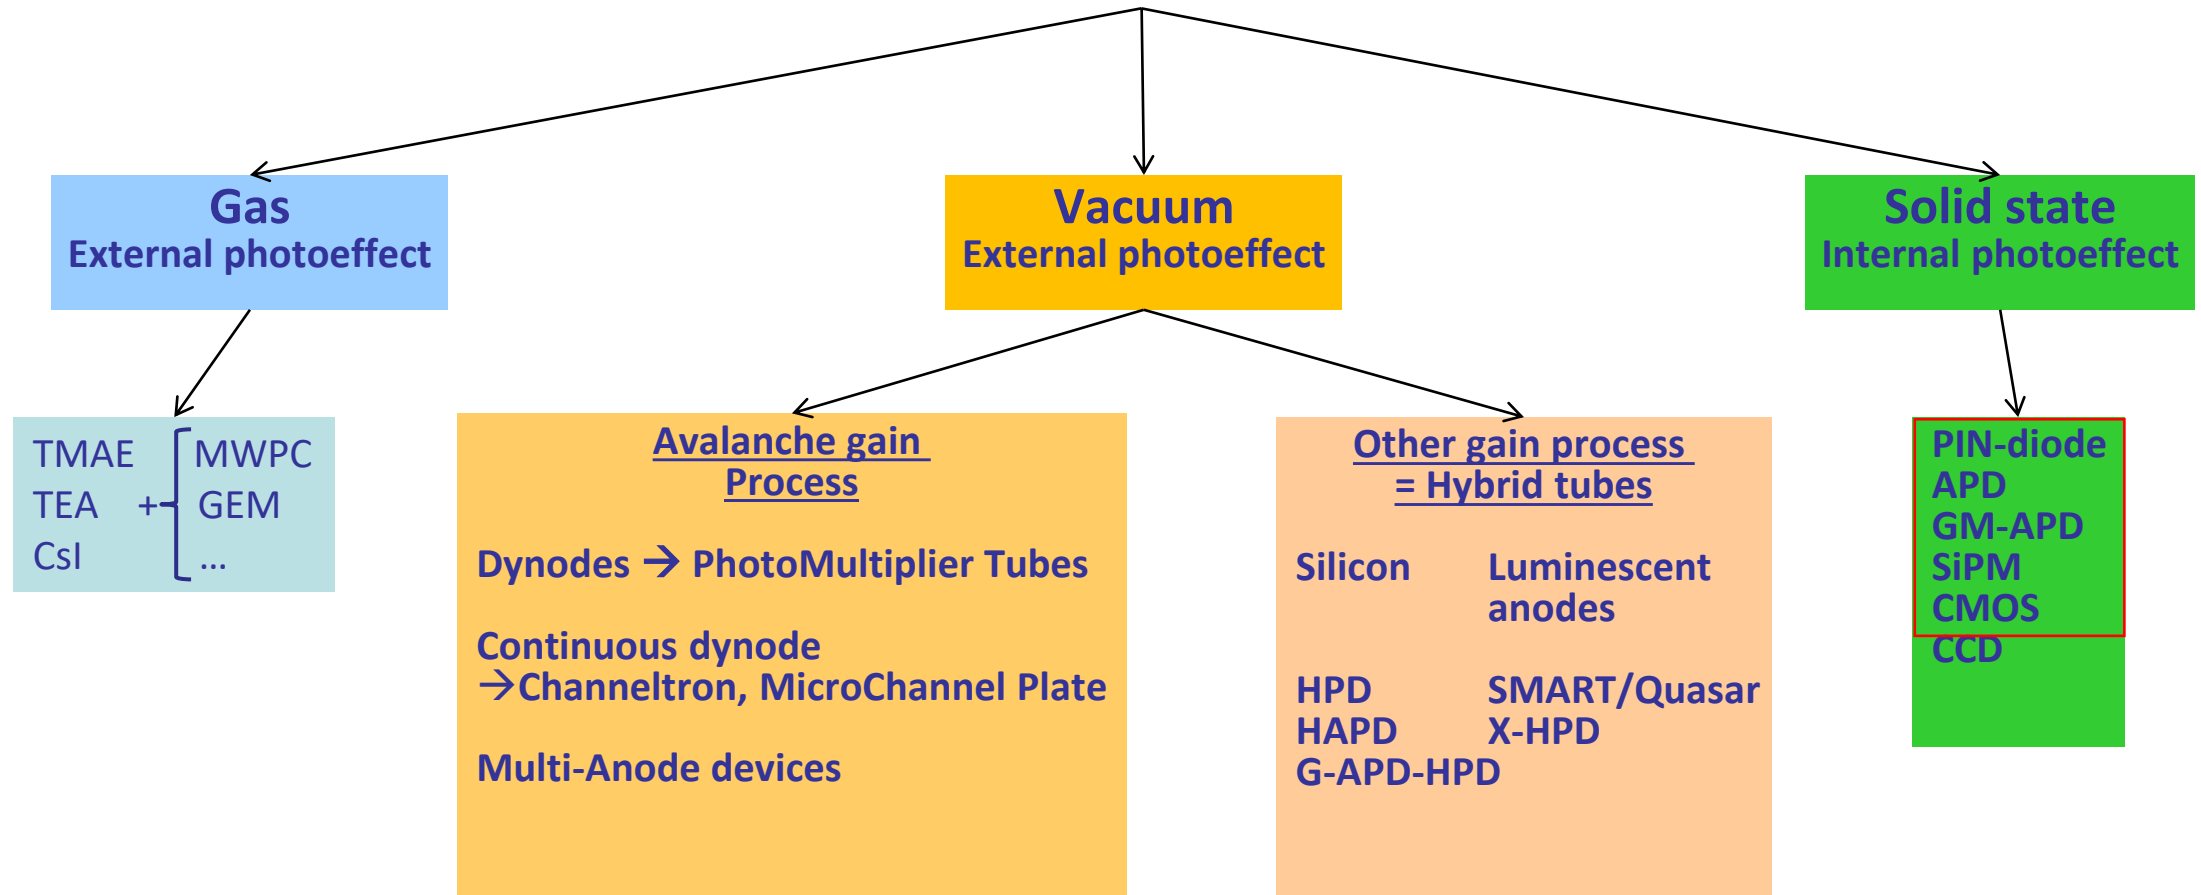 Gas
External photoeffect
Vacuum
External photoeffect
Solid state
Internal photoeffect
TMAE MWPC
TEA + GEM
CsI ...
Avalanche gain
Process
Dynodes → PhotoMultiplier Tubes
Continuous dynode
→Channeltron, MicroChannel Plate
Multi-Anode devices
Other gain process
= Hybrid tubes
Silicon Luminescent
anodes
HPD SMART/Quasar
HAPD X-HPD
G-APD-HPD
PIN-diode
APD
GM-APD
SiPM
CMOS
CCD